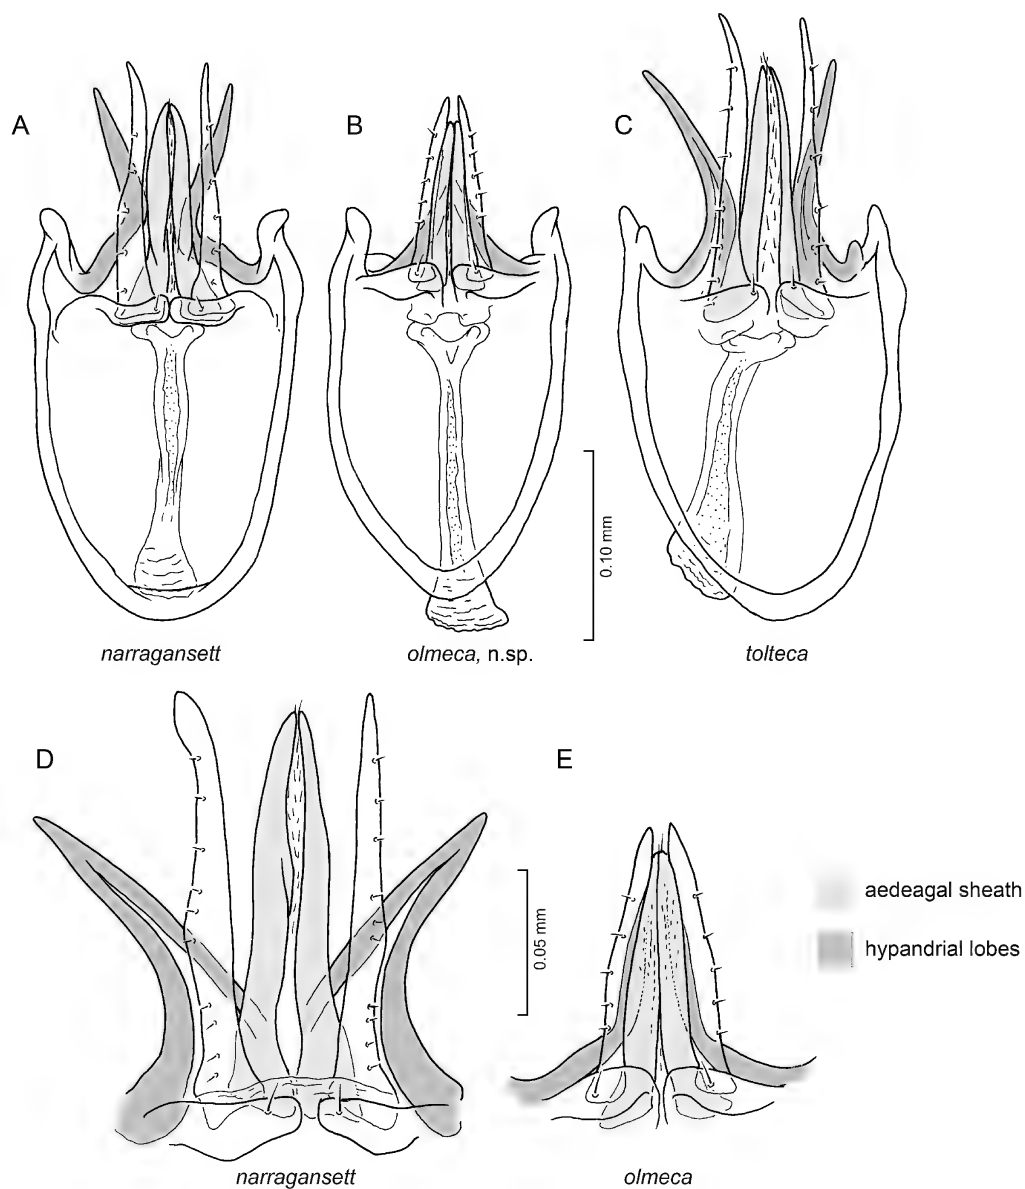 A
B
C
0.10 mm
narragansett
olmeca, n.sp.
tolteca
D
E
0.05 mm
aedeagal sheath
hypandrial lobes
narragansett
olmeca